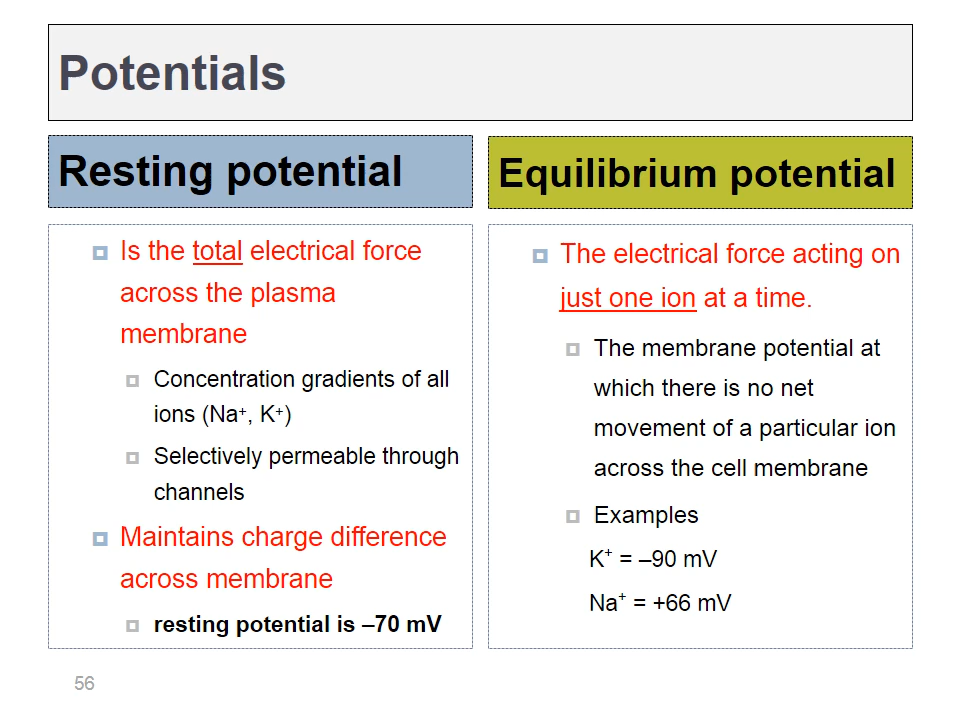 Potentials
Resting potential
Is the total electrical force
across the plasma
membrane
Concentration gradients of all
ions (Na⁺, K⁺)
Selectively permeable through
channels
Maintains charge difference
across membrane
resting potential is –70 mV
Equilibrium potential
The electrical force acting on
just one ion at a time.
The membrane potential at
which there is no net
movement of a particular ion
across the cell membrane
Examples
K⁺ = –90 mV
Na⁺ = +66 mV
56